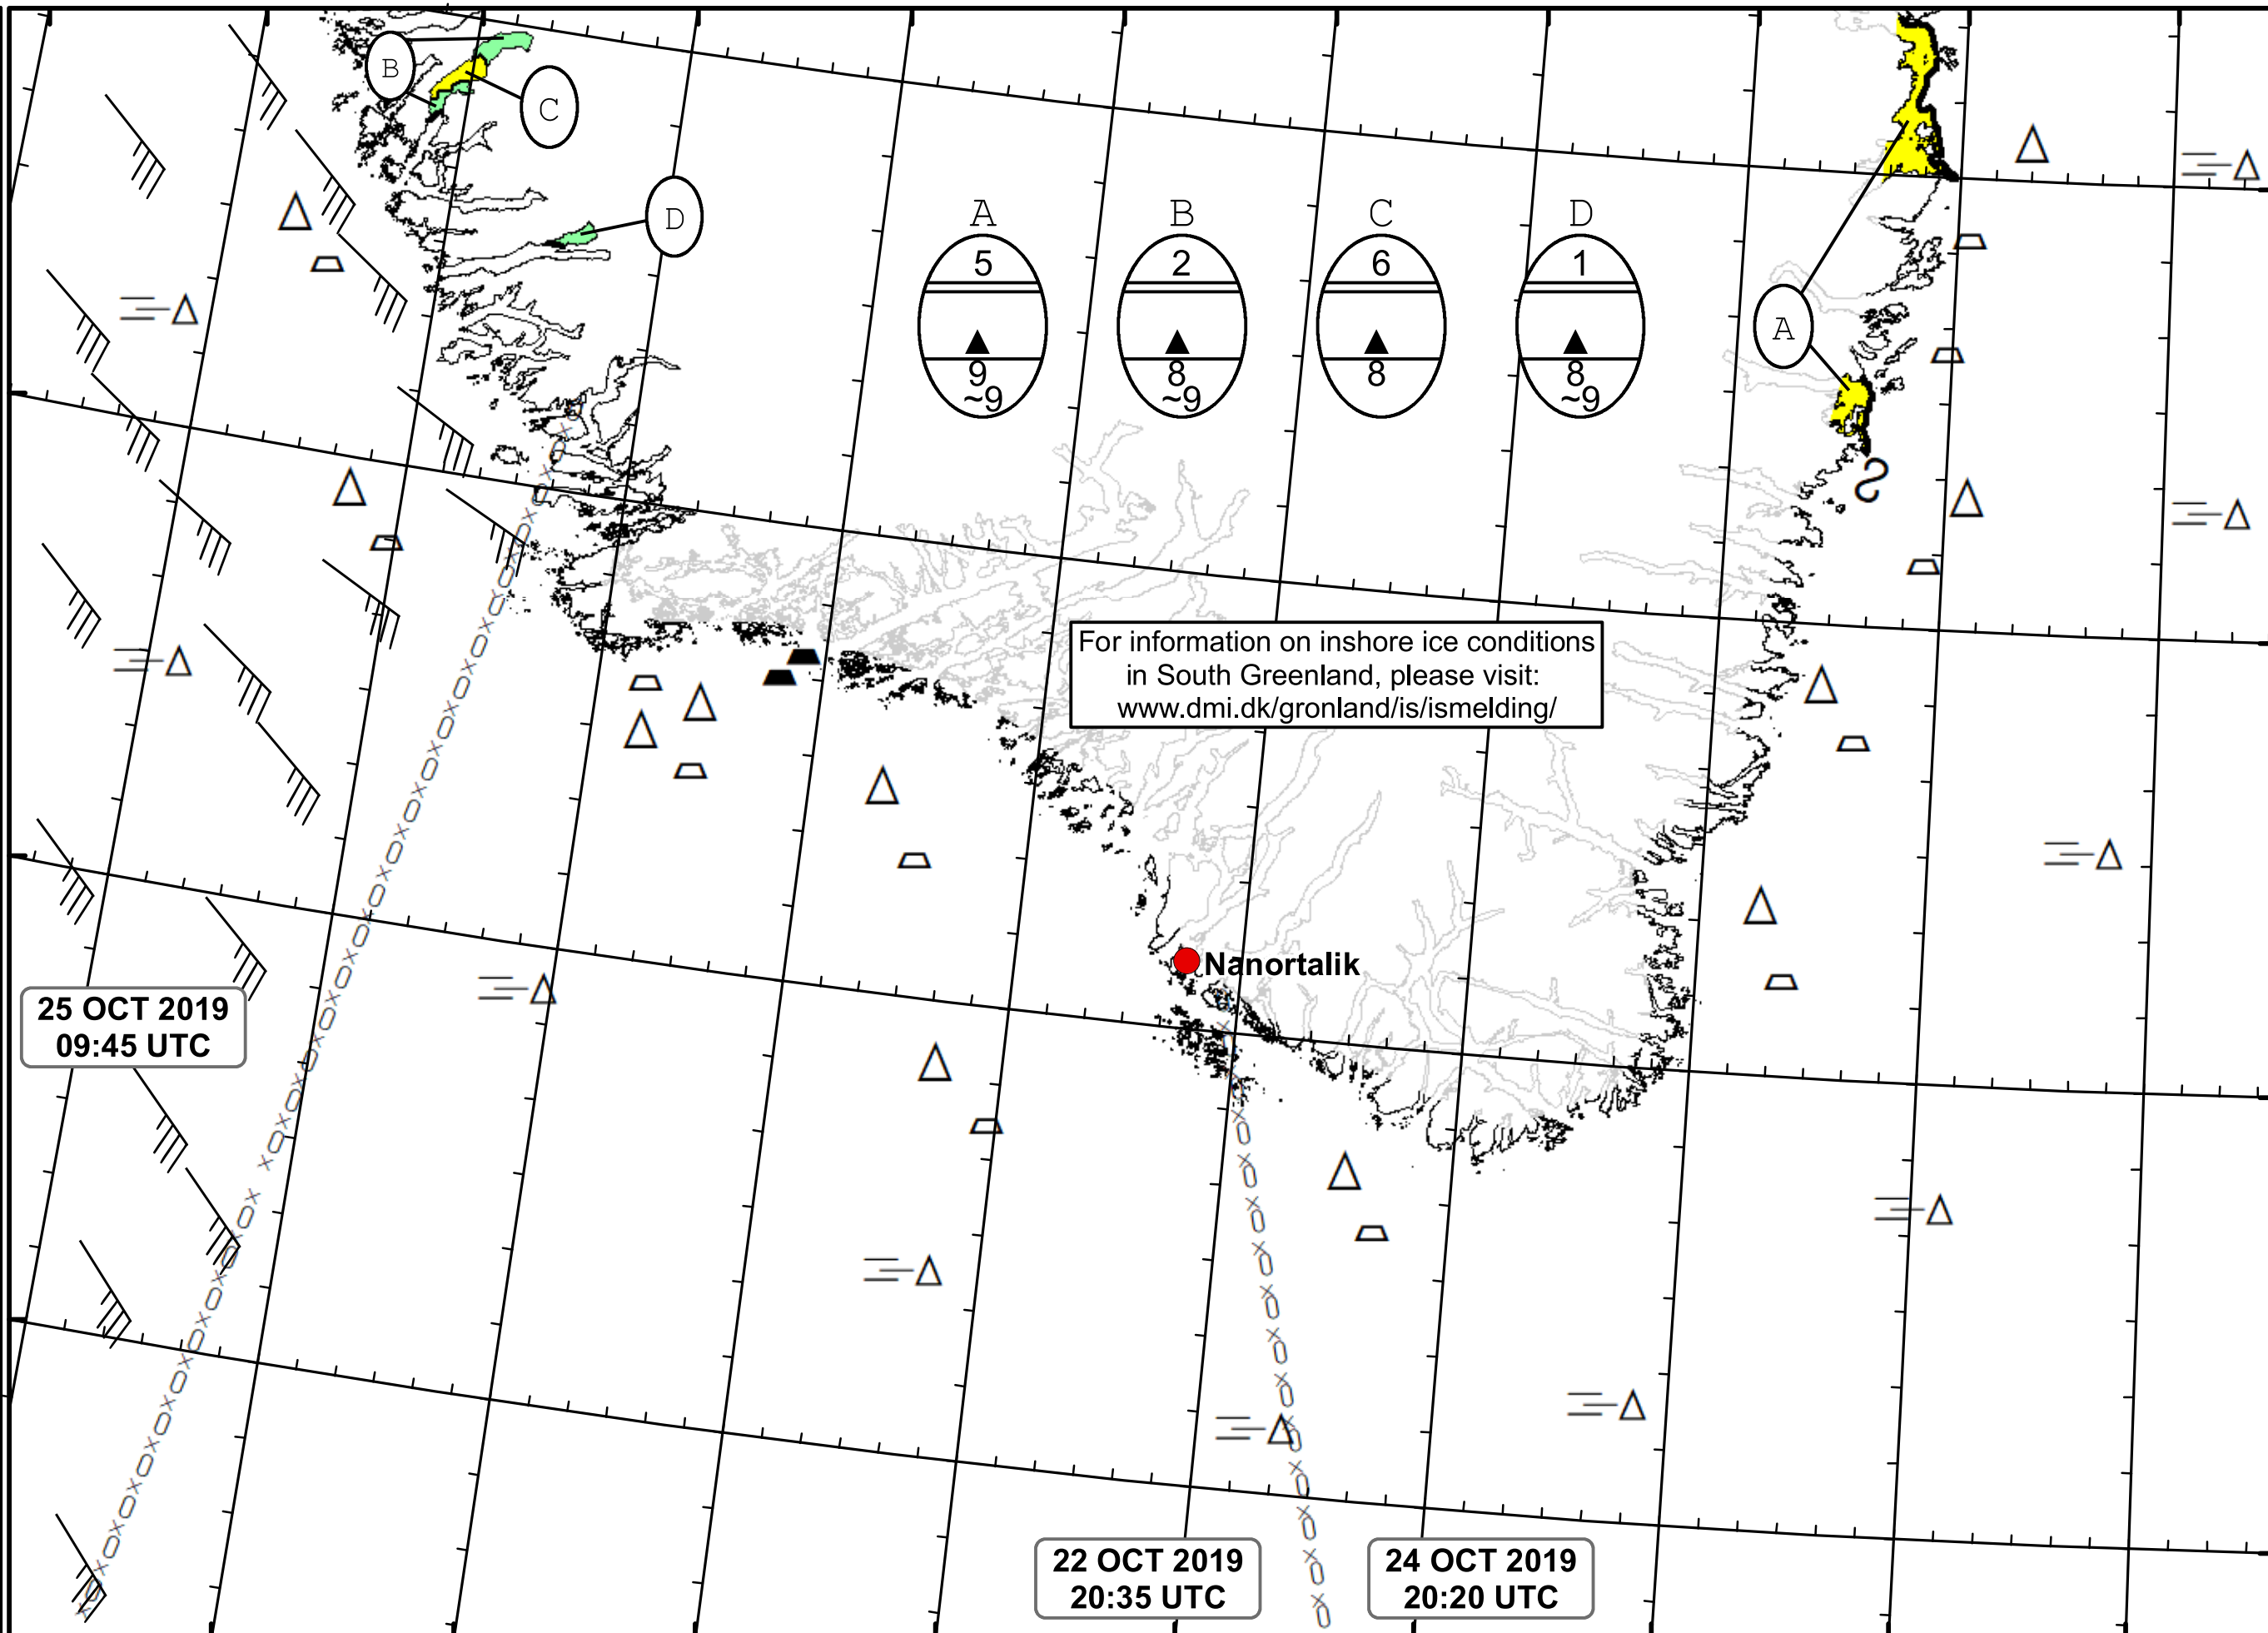 B
C
D
A
5
9
~9
B
2
8
~9
C
6
8
D
1
8
~9
A
For information on inshore ice conditions
in South Greenland, please visit:
www.dmi.dk/gronland/is/ismelding/
Nanortalik
25 OCT 2019
09:45 UTC
22 OCT 2019
20:35 UTC
24 OCT 2019
20:20 UTC